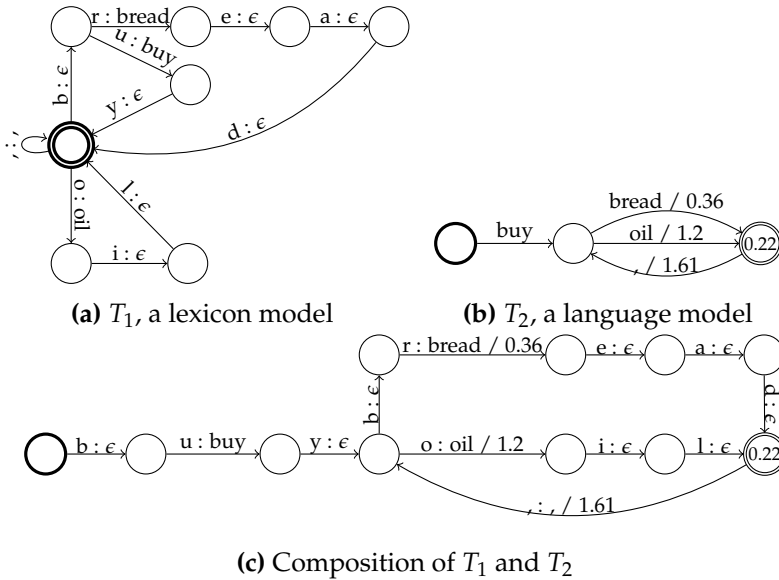 r : bread
e : ϵ
a : ϵ
u : buy
b : ϵ
y : ϵ
d : ϵ
, : ,
o : oil
l : ϵ
i : ϵ
(a) T₁, a lexicon model
bread / 0.36
buy
oil / 1.2
0.22
, / 1.61
(b) T₂, a language model
r : bread / 0.36
e : ϵ
a : ϵ
b : ϵ
d : ϵ
b : ϵ
u : buy
y : ϵ
o : oil / 1.2
i : ϵ
l : ϵ
0.22
, : , / 1.61
(c) Composition of T₁ and T₂